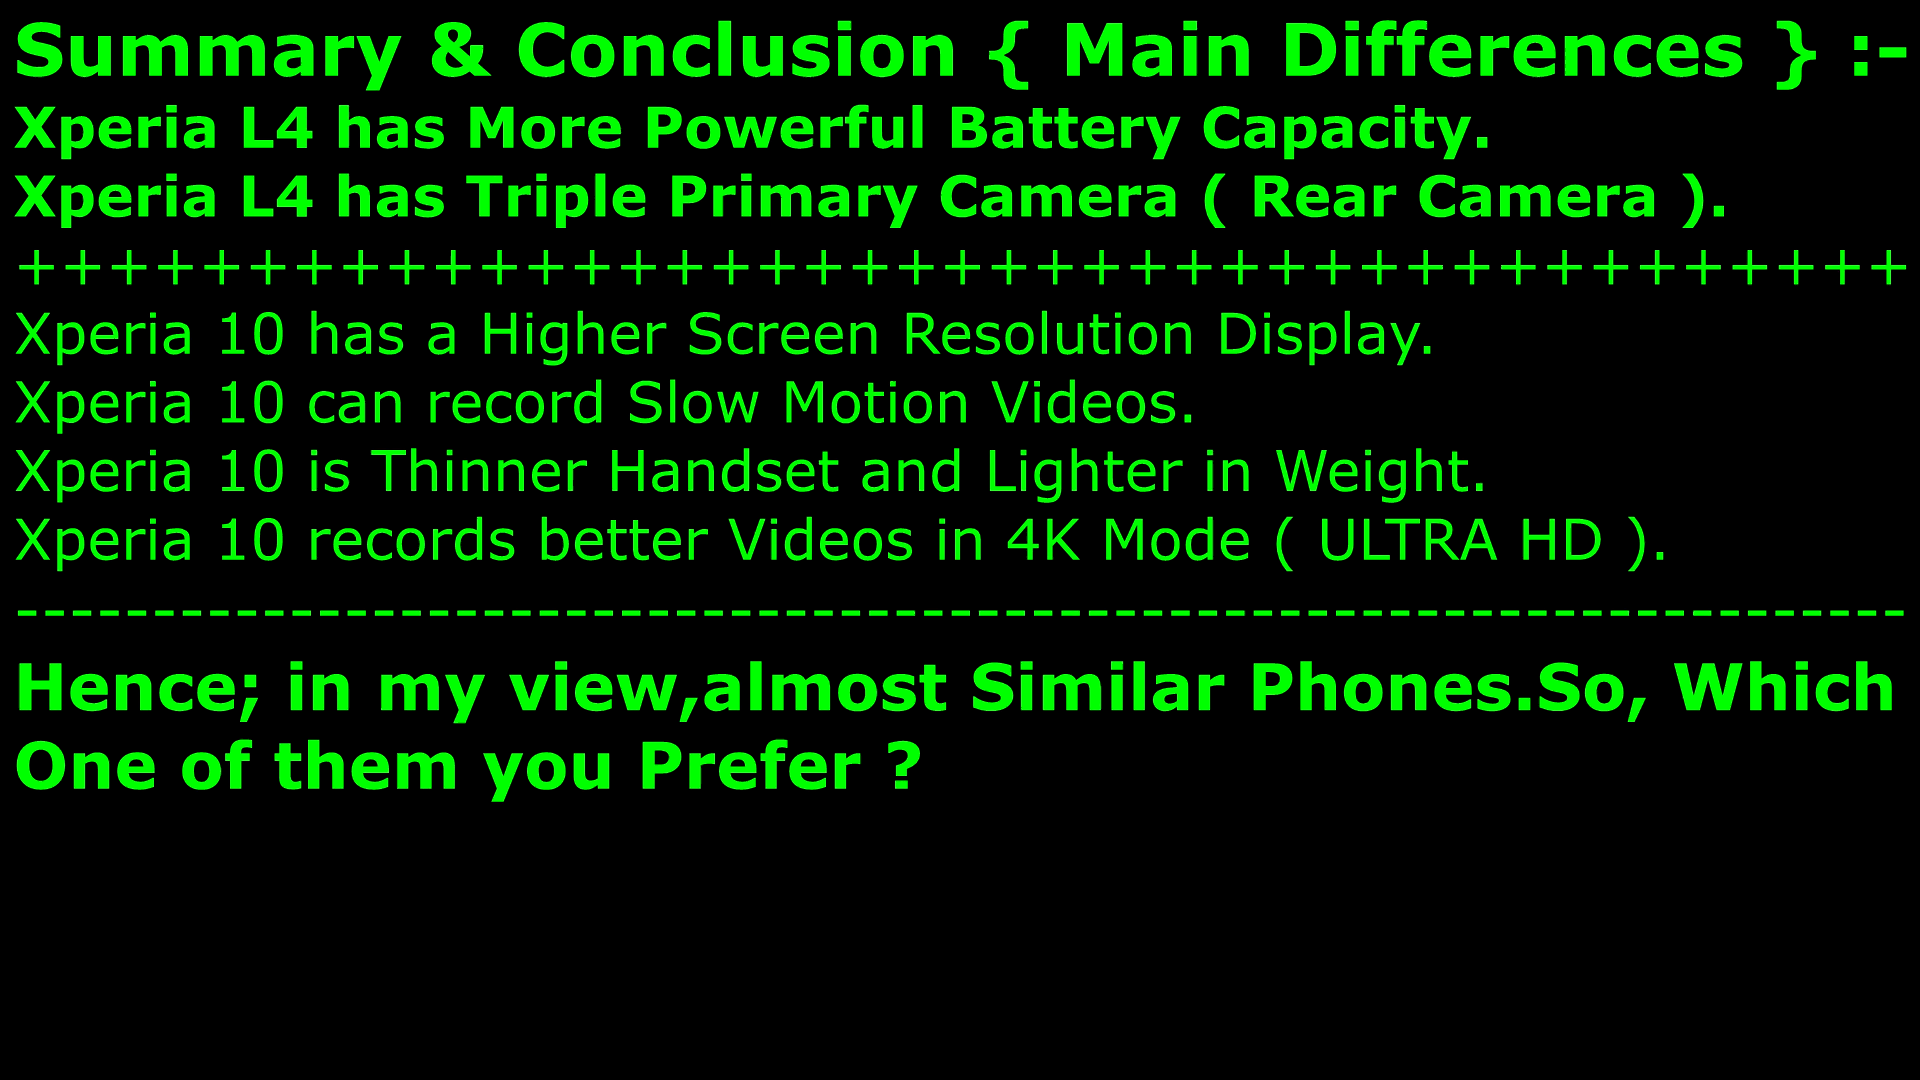 Summary & Conclusion { Main Differences } :-
Xperia L4 has More Powerful Battery Capacity.
Xperia L4 has Triple Primary Camera ( Rear Camera ).
+++++++++++++++++++++++++++++++++++++++++
Xperia 10 has a Higher Screen Resolution Display.
Xperia 10 can record Slow Motion Videos.
Xperia 10 is Thinner Handset and Lighter in Weight.
Xperia 10 records better Videos in 4K Mode ( ULTRA HD ).
---------------------------------------------------------------------
Hence; in my view,almost Similar Phones.So, Which
One of them you Prefer ?